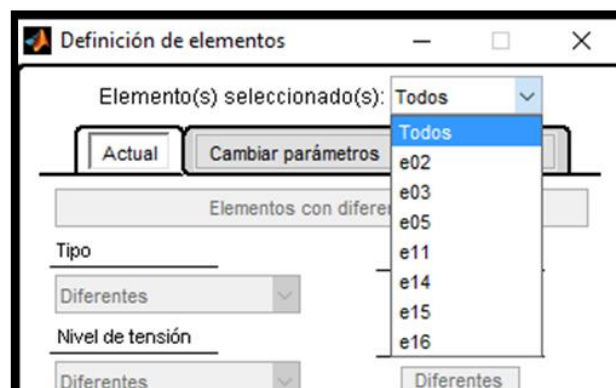 Definición de elementos
Elemento(s) seleccionado(s): Todos
Todos
e02
e03
e05
e11
e14
e15
e16
Actual Cambiar parámetros
Elementos con
Tipo
Diferentes
Nivel de tensión
Diferentes Diferentes